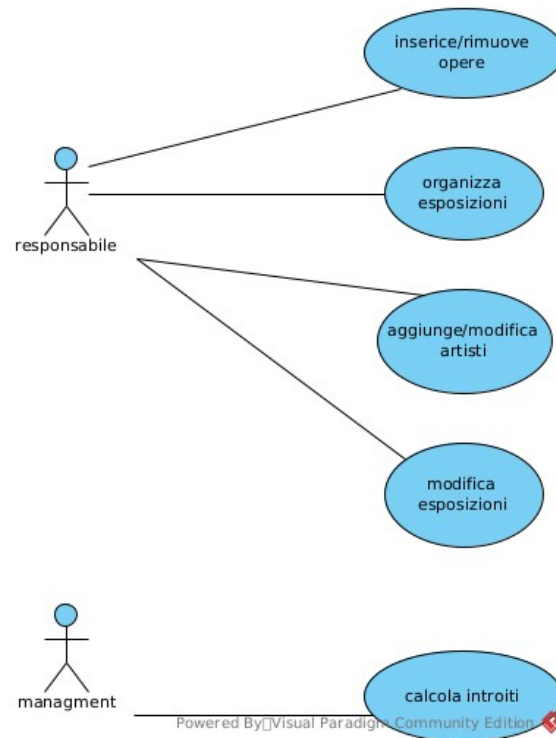 inserice/rimuove
opere
organizza
esposizioni
responsabile
aggiunge/modifica
artisti
modifica
esposizioni
managment
calcola introiti
Powered By Visual Paradigm Community Edition